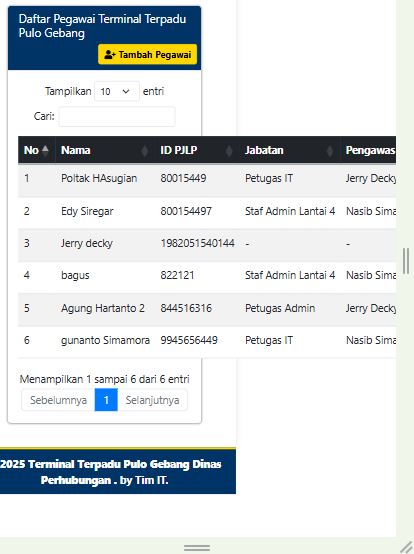 Daftar Pegawai Terminal Terpadu
Pulo Gebang
Tambah Pegawai
Tampilkan 10 entri
Cari:
No Nama ID PJLP Jabatan Pengawas
1 Poltak HAsugian 80015449 Petugas IT Jerry Decky
2 Edy Siregar 800154497 Staf Admin Lantai 4 Nasib Sima
3 Jerry decky 1982051540144 - -
4 bagus 822121 Staf Admin Lantai 4 Nasib Sima
5 Agung Hartanto 2 844516316 Petugas Admin Jerry Decky
6 gunanto Simamora 9945656449 Petugas IT Nasib Sima
Menampilkan 1 sampai 6 dari 6 entri
Sebelumnya 1 Selanjutnya
2025 Terminal Terpadu Pulo Gebang Dinas
Perhubungan . by Tim IT.